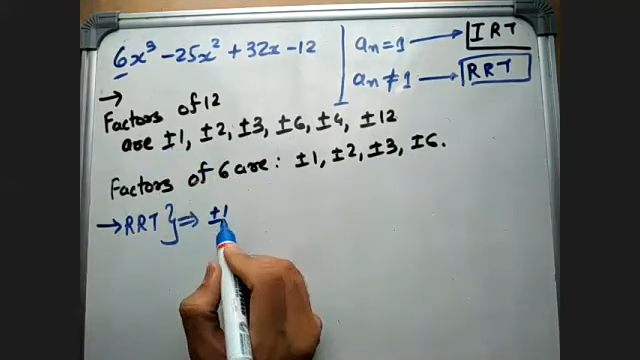 6x³ - 25x² + 32x - 12
aₙ = 1 → IRT
aₙ ≠ 1 → RRT
→
Factors of 12
are ±1, ±2, ±3, ±6, ±4, ±12
Factors of 6 are : ±1, ±2, ±3, ±6.
→ RRT } ⇒ ±1